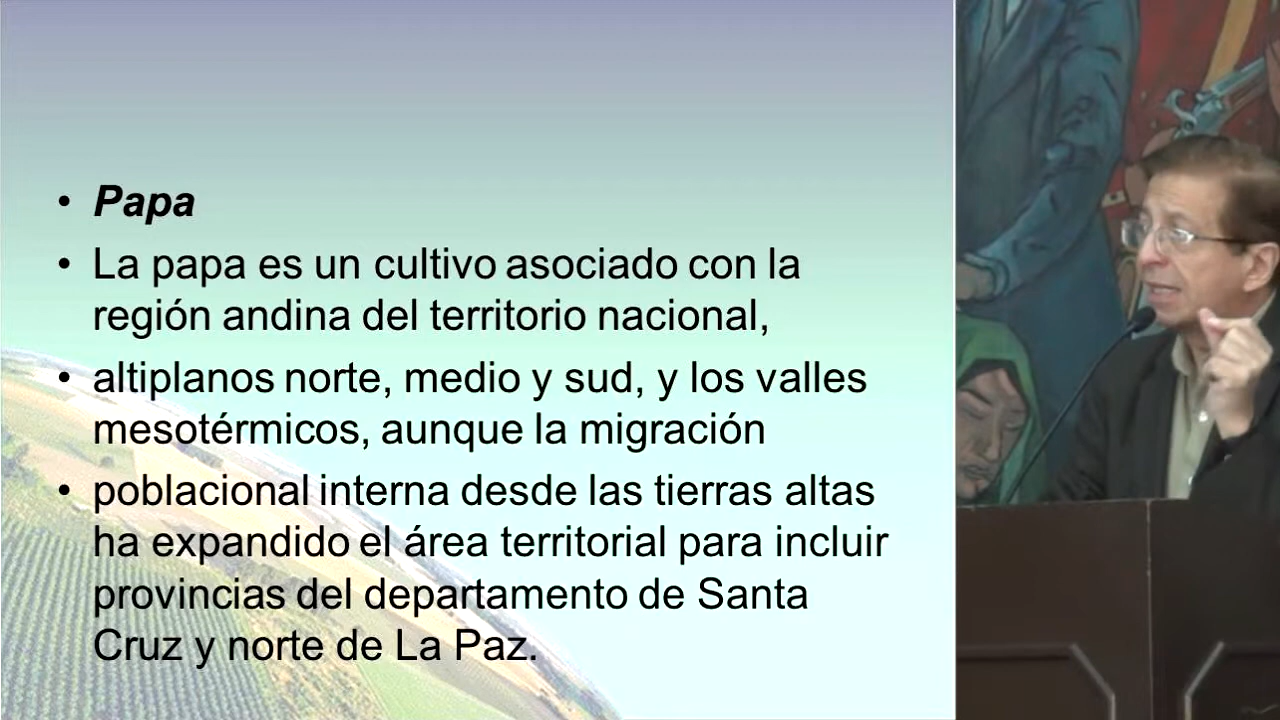 • Papa
• La papa es un cultivo asociado con la
región andina del territorio nacional,
• altiplanos norte, medio y sud, y los valles
mesotérmicos, aunque la migración
• poblacional interna desde las tierras altas
ha expandido el área territorial para incluir
provincias del departamento de Santa
Cruz y norte de La Paz.